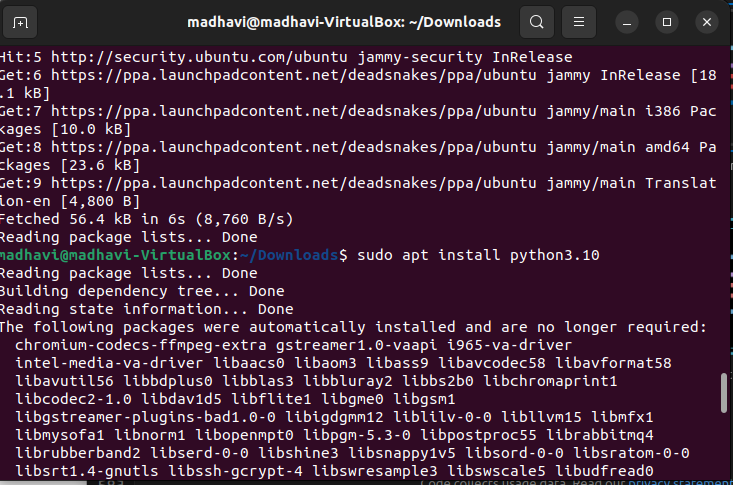 madhavi@madhavi-VirtualBox: ~/Downloads
Hit:5 http://security.ubuntu.com/ubuntu jammy-security InRelease
Get:6 https://ppa.launchpadcontent.net/deadsnakes/ppa/ubuntu jammy InRelease [18
.1 kB]
Get:7 https://ppa.launchpadcontent.net/deadsnakes/ppa/ubuntu jammy/main i386 Pac
kages [10.0 kB]
Get:8 https://ppa.launchpadcontent.net/deadsnakes/ppa/ubuntu jammy/main amd64 Pa
ckages [23.6 kB]
Get:9 https://ppa.launchpadcontent.net/deadsnakes/ppa/ubuntu jammy/main Translat
ion-en [4,800 B]
Fetched 56.4 kB in 6s (8,760 B/s)
Reading package lists... Done
madhavi@madhavi-VirtualBox:~/Downloads$ sudo apt install python3.10
Reading package lists... Done
Building dependency tree... Done
Reading state information... Done
The following packages were automatically installed and are no longer required:
chromium-codecs-ffmpeg-extra gstreamer1.0-vaapi i965-va-driver
intel-media-va-driver libaacs0 libaom3 libass9 libavcodec58 libavformat58
libavutil56 libbdplus0 libblas3 libbluray2 libbs2b0 libchromaprint1
libcodec2-1.0 libdav1d5 libflite1 libgme0 libgsm1
libgstreamer-plugins-bad1.0-0 libigdgmm12 liblilv-0-0 libllvm15 libmfx1
libmysofa1 libnorm1 libopenmpt0 libpgm-5.3-0 libpostproc55 librabbitmq4
librubberband2 libserd-0-0 libshine3 libsnappy1v5 libsord-0-0 libsratom-0-0
libsrt1.4-gnutls libssh-gcrypt-4 libswresample3 libswscale5 libudfread0
Code collects usage data. Read our privacy statement